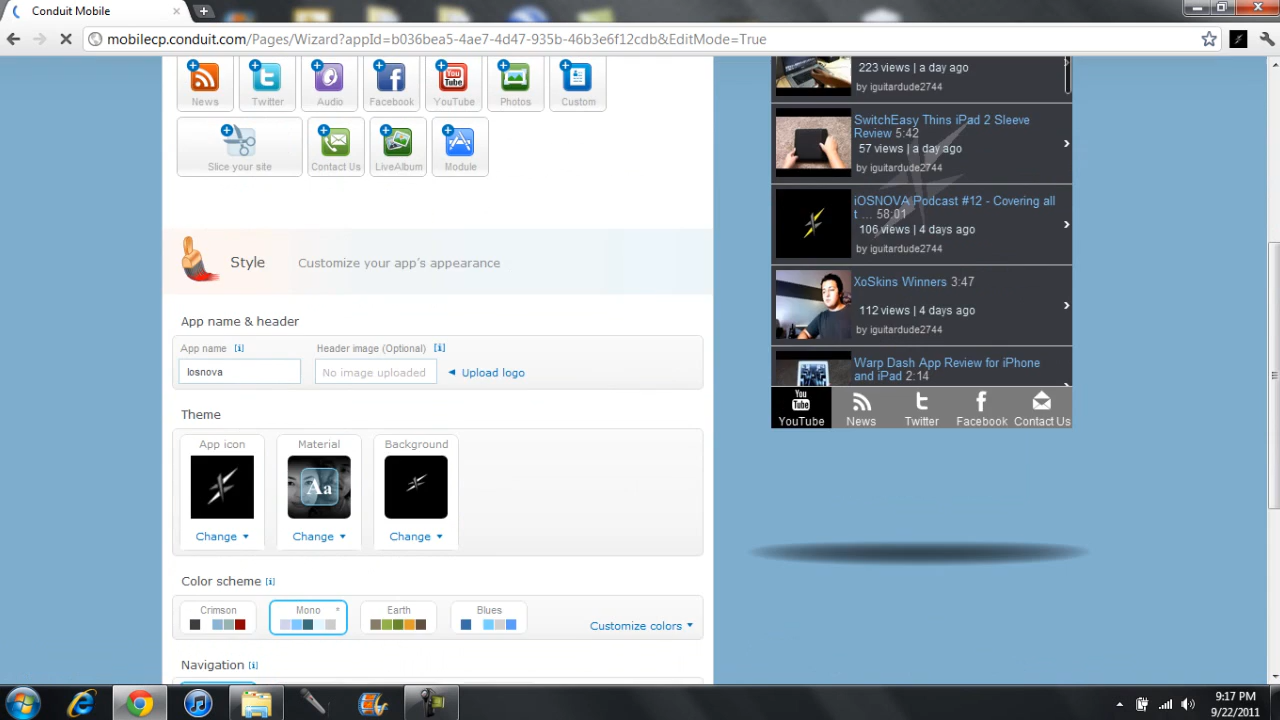 Conduit Mobile
mobilecp.conduit.com/Pages/Wizard?appId=b036bea5-4ae7-4d47-935b-46b3e6f12cdb&EditMode=True
News
Twitter
Audio
Facebook
YouTube
Photos
Custom
Slice your site
Contact Us
LiveAlbum
Module
Style
Customize your app's appearance
App name & header
App name
Header image (Optional)
Iosnova
No image uploaded
Upload logo
Theme
App icon
Material
Background
Aa
Change
Change
Change
Color scheme
Crimson
Mono *
Earth
Blues
Customize colors
Navigation
223 views | a day ago
by iguitardude2744
SwitchEasy Thins iPad 2 Sleeve
Review 5:42
57 views | a day ago
by iguitardude2744
iOSNOVA Podcast #12 - Covering all
t ... 58:01
106 views | 4 days ago
by iguitardude2744
XoSkins Winners 3:47
112 views | 4 days ago
by iguitardude2744
Warp Dash App Review for iPhone
and iPad 2:14
YouTube
News
Twitter
Facebook
Contact Us
9:17 PM
9/22/2011